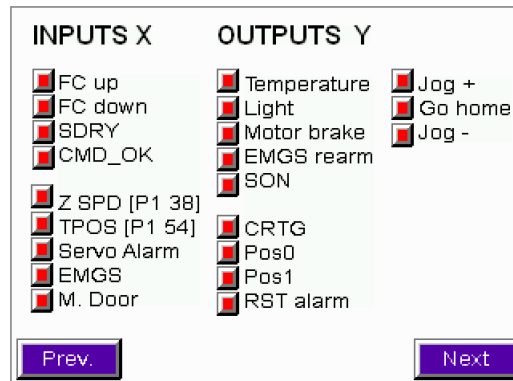 INPUTS X
FC up
FC down
SDRY
CMD_OK
Z SPD [P1 38]
TPOS [P1 54]
Servo Alarm
EMGS
M. Door
OUTPUTS Y
Temperature
Light
Motor brake
EMGS rearm
SON
CRTG
Pos0
Pos1
RST alarm
Jog +
Go home
Jog -
Prev.
Next